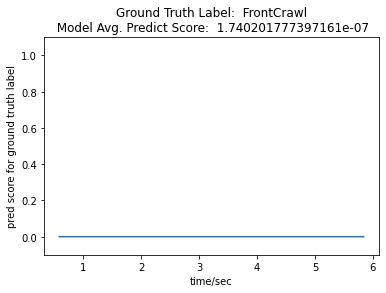 Ground Truth Label:  FrontCrawl
Model Avg. Predict Score:  1.740201777397161e-07
1.0
0.8
0.6
0.4
0.2
0.0
pred score for ground truth label
1 2 3 4 5 6
time/sec